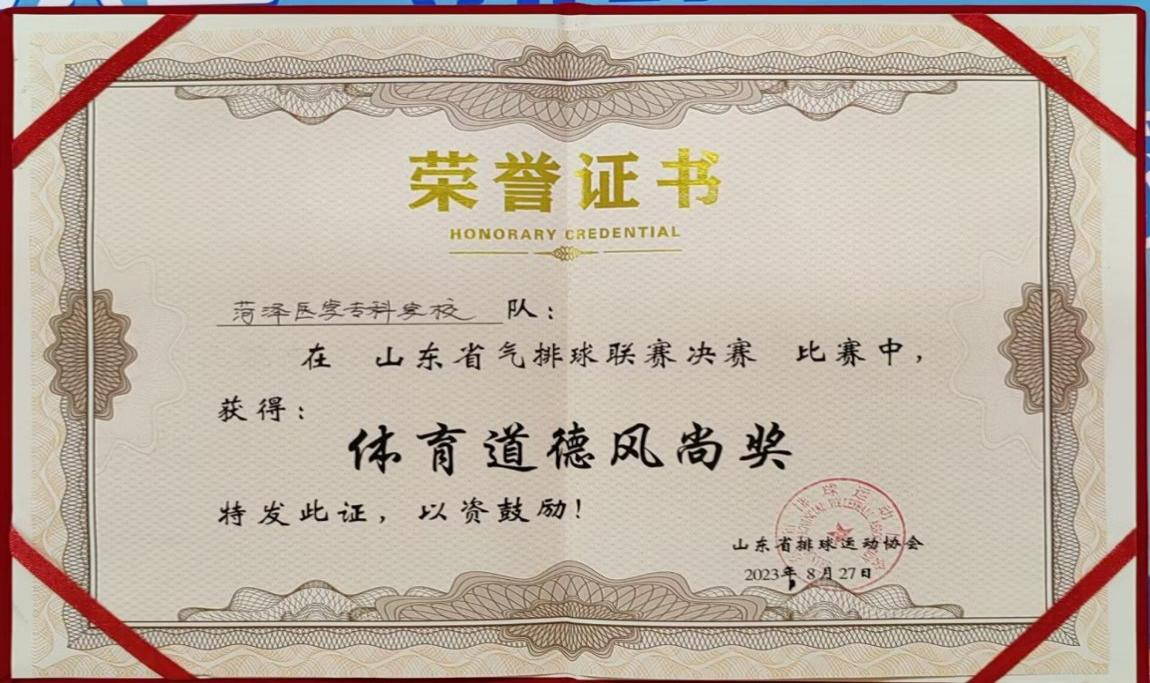 荣誉证书
HONORARY CREDENTIAL
菏泽医学专科学校 队：
在 山东省气排球联赛决赛 比赛中，
获得：
体育道德风尚奖
特发此证，以资鼓励！
山东省排球运动协会
2023年 8月27日